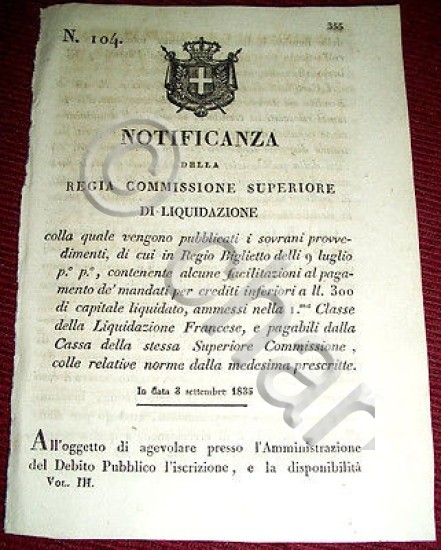 355
N. 104.
NOTIFICANZA
DELLA
REGIA COMMISSIONE SUPERIORE
DI LIQUIDAZIONE
colla quale vengono pubblicati i sovrani provve-
dimenti, di cui in Regio Biglietto delli 9 luglio
p.° p.°, contenente alcune facilitazioni al paga-
mento de' mandati per crediti inferiori a ll. 300
di capitale liquidato, ammessi nella 1.ma Classe
della Liquidazione Francese, e pagabili dalla
Cassa della stessa Superiore Commissione,
colle relative norme dalla medesima prescritte.
In data 3 settembre 1835
All'oggetto di agevolare presso l'Amministrazione
del Debito Pubblico l'iscrizione, e la disponibilità
Vol. III.